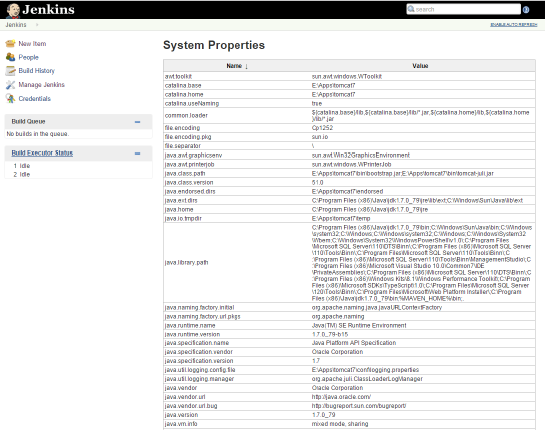 Jenkins
search
Jenkins
ENABLE AUTO REFRESH
New Item
People
Build History
Manage Jenkins
Credentials
Build Queue
No builds in the queue.
Build Executor Status
1 Idle
2 Idle
System Properties
Name ↓ Value
awt.toolkit sun.awt.windows.WToolkit
catalina.base E:\Apps\tomcat7
catalina.home E:\Apps\tomcat7
catalina.useNaming true
common.loader ${catalina.base}/lib,${catalina.base}/lib/*.jar,${catalina.home}/lib,${catalina.home
}/lib/*.jar
file.encoding Cp1252
file.encoding.pkg sun.io
file.separator \
java.awt.graphicsenv sun.awt.Win32GraphicsEnvironment
java.awt.printerjob sun.awt.windows.WPrinterJob
java.class.path E:\Apps\tomcat7\bin\bootstrap.jar;E:\Apps\tomcat7\bin\tomcat-juli.jar
java.class.version 51.0
java.endorsed.dirs E:\Apps\tomcat7\endorsed
java.ext.dirs C:\Program Files (x86)\Java\jdk1.7.0_79\jre\lib\ext;C:\Windows\Sun\Java\lib\ext
java.home C:\Program Files (x86)\Java\jdk1.7.0_79\jre
java.io.tmpdir E:\Apps\tomcat7\temp
java.library.path
C:\Program Files (x86)\Java\jdk1.7.0_79\bin;C:\Windows\Sun\Java\bin;C:\Windows\
system32;C:\Windows;C:\Windows\system32;C:\Windows;C:\Windows\System32
\Wbem;C:\Windows\System32\WindowsPowerShell\v1.0\;C:\Program Files
\Microsoft SQL Server\110\DTS\Binn\;C:\Program Files (x86)\Microsoft SQL Server
\110\Tools\Binn\;C:\Program Files\Microsoft SQL Server\110\Tools\Binn\;C
:\Program Files (x86)\Microsoft SQL Server\110\Tools\Binn\ManagementStudio\;C
:\Program Files (x86)\Microsoft Visual Studio 10.0\Common7\IDE
\PrivateAssemblies\;C:\Program Files (x86)\Microsoft SQL Server\110\DTS\Binn\;C
:\Program Files (x86)\Windows Kits\8.1\Windows Performance Toolkit\;C:\Program
Files (x86)\Microsoft SDKs\TypeScript\1.0\;C:\Program Files\Microsoft SQL Server
\120\Tools\Binn\;C:\Program Files\Microsoft\Web Platform Installer\;C:\Program
Files (x86)\Java\jdk1.7.0_79\bin;%MAVEN_HOME%\bin;.
java.naming.factory.initial org.apache.naming.java.javaURLContextFactory
java.naming.factory.url.pkgs org.apache.naming
java.runtime.name Java(TM) SE Runtime Environment
java.runtime.version 1.7.0_79-b15
java.specification.name Java Platform API Specification
java.specification.vendor Oracle Corporation
java.specification.version 1.7
java.util.logging.config.file E:\Apps\tomcat7\conf\logging.properties
java.util.logging.manager org.apache.juli.ClassLoaderLogManager
java.vendor Oracle Corporation
java.vendor.url http://java.oracle.com/
java.vendor.url.bug http://bugreport.sun.com/bugreport/
java.version 1.7.0_79
java.vm.info mixed mode, sharing